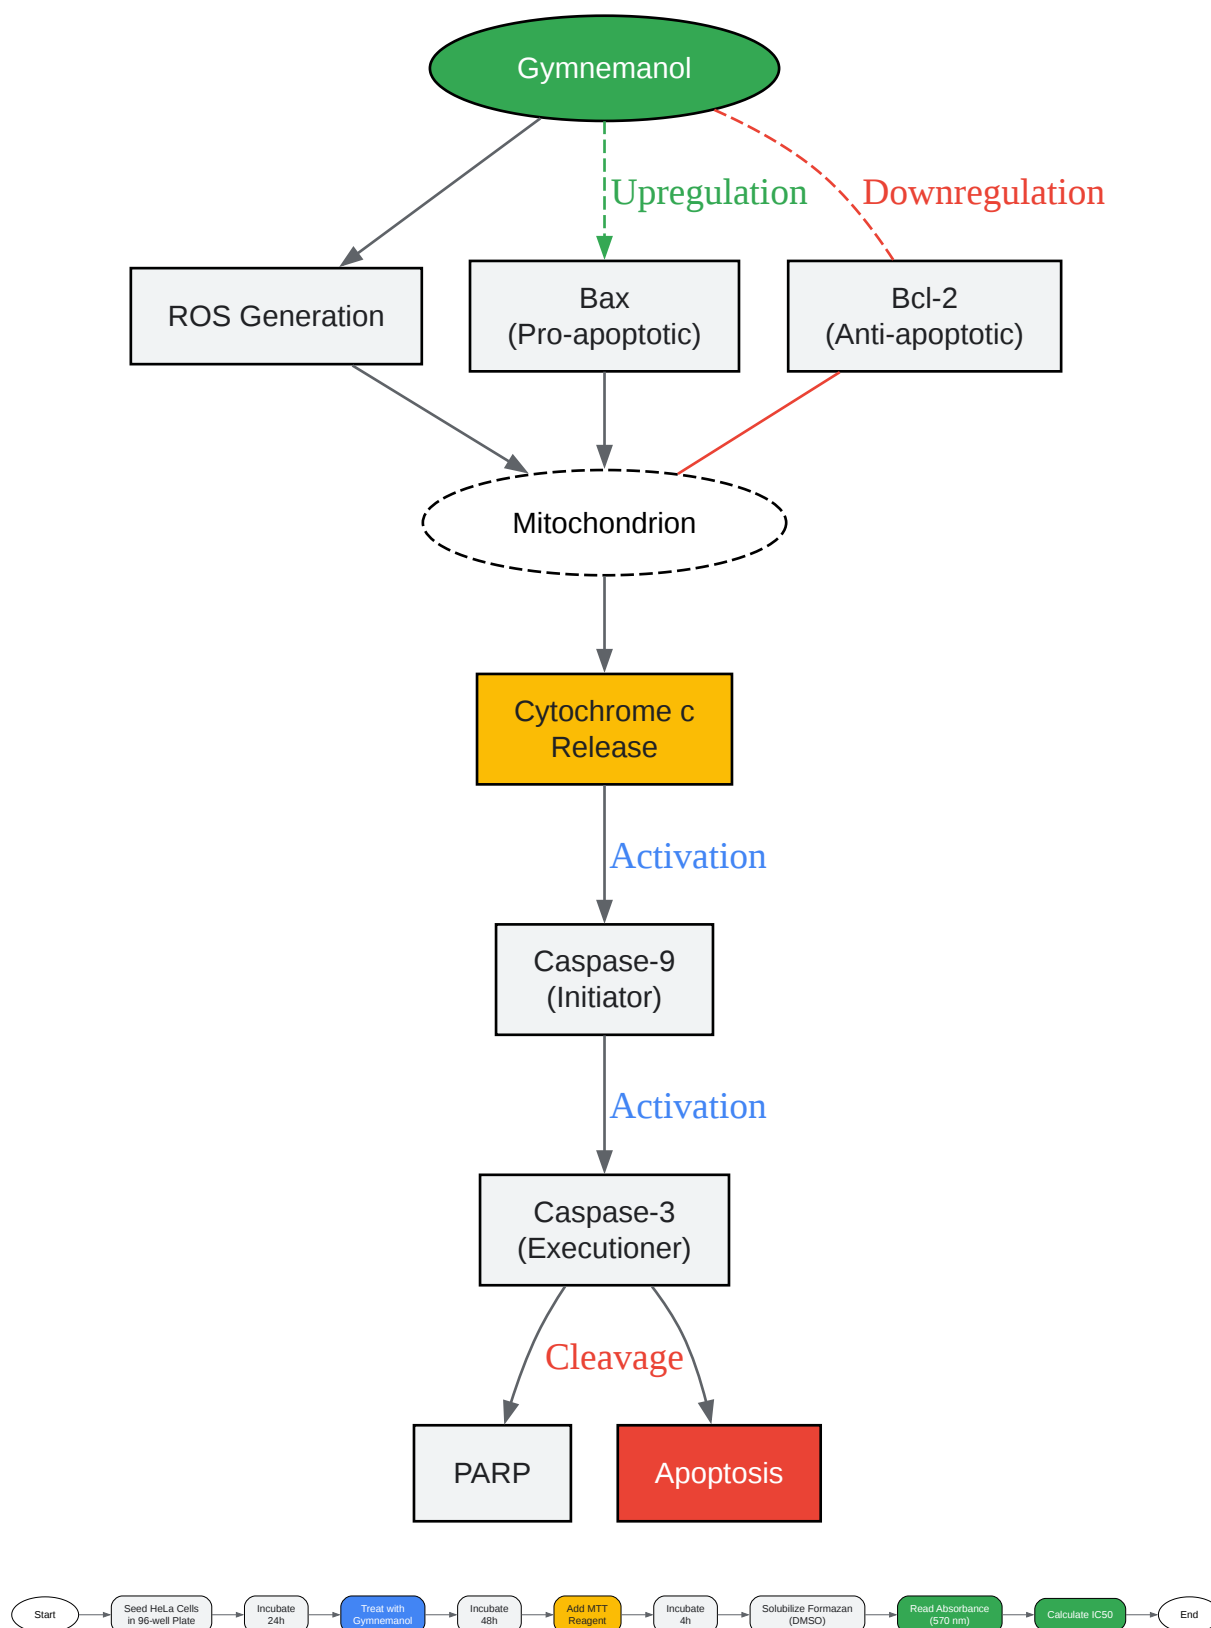 Gymnemanol
Upregulation
Downregulation
ROS Generation
Bax
(Pro-apoptotic)
Bcl-2
(Anti-apoptotic)
Mitochondrion
Cytochrome c
Release
Activation
Caspase-9
(Initiator)
Activation
Caspase-3
(Executioner)
Cleavage
PARP
Apoptosis
Start
Seed HeLa Cells
in 96-well Plate
Incubate
24h
Treat with
Gymnemanol
Incubate
48h
Add MTT
Reagent
Incubate
4h
Solubilize Formazan
(DMSO)
Read Absorbance
(570 nm)
Calculate IC50
End